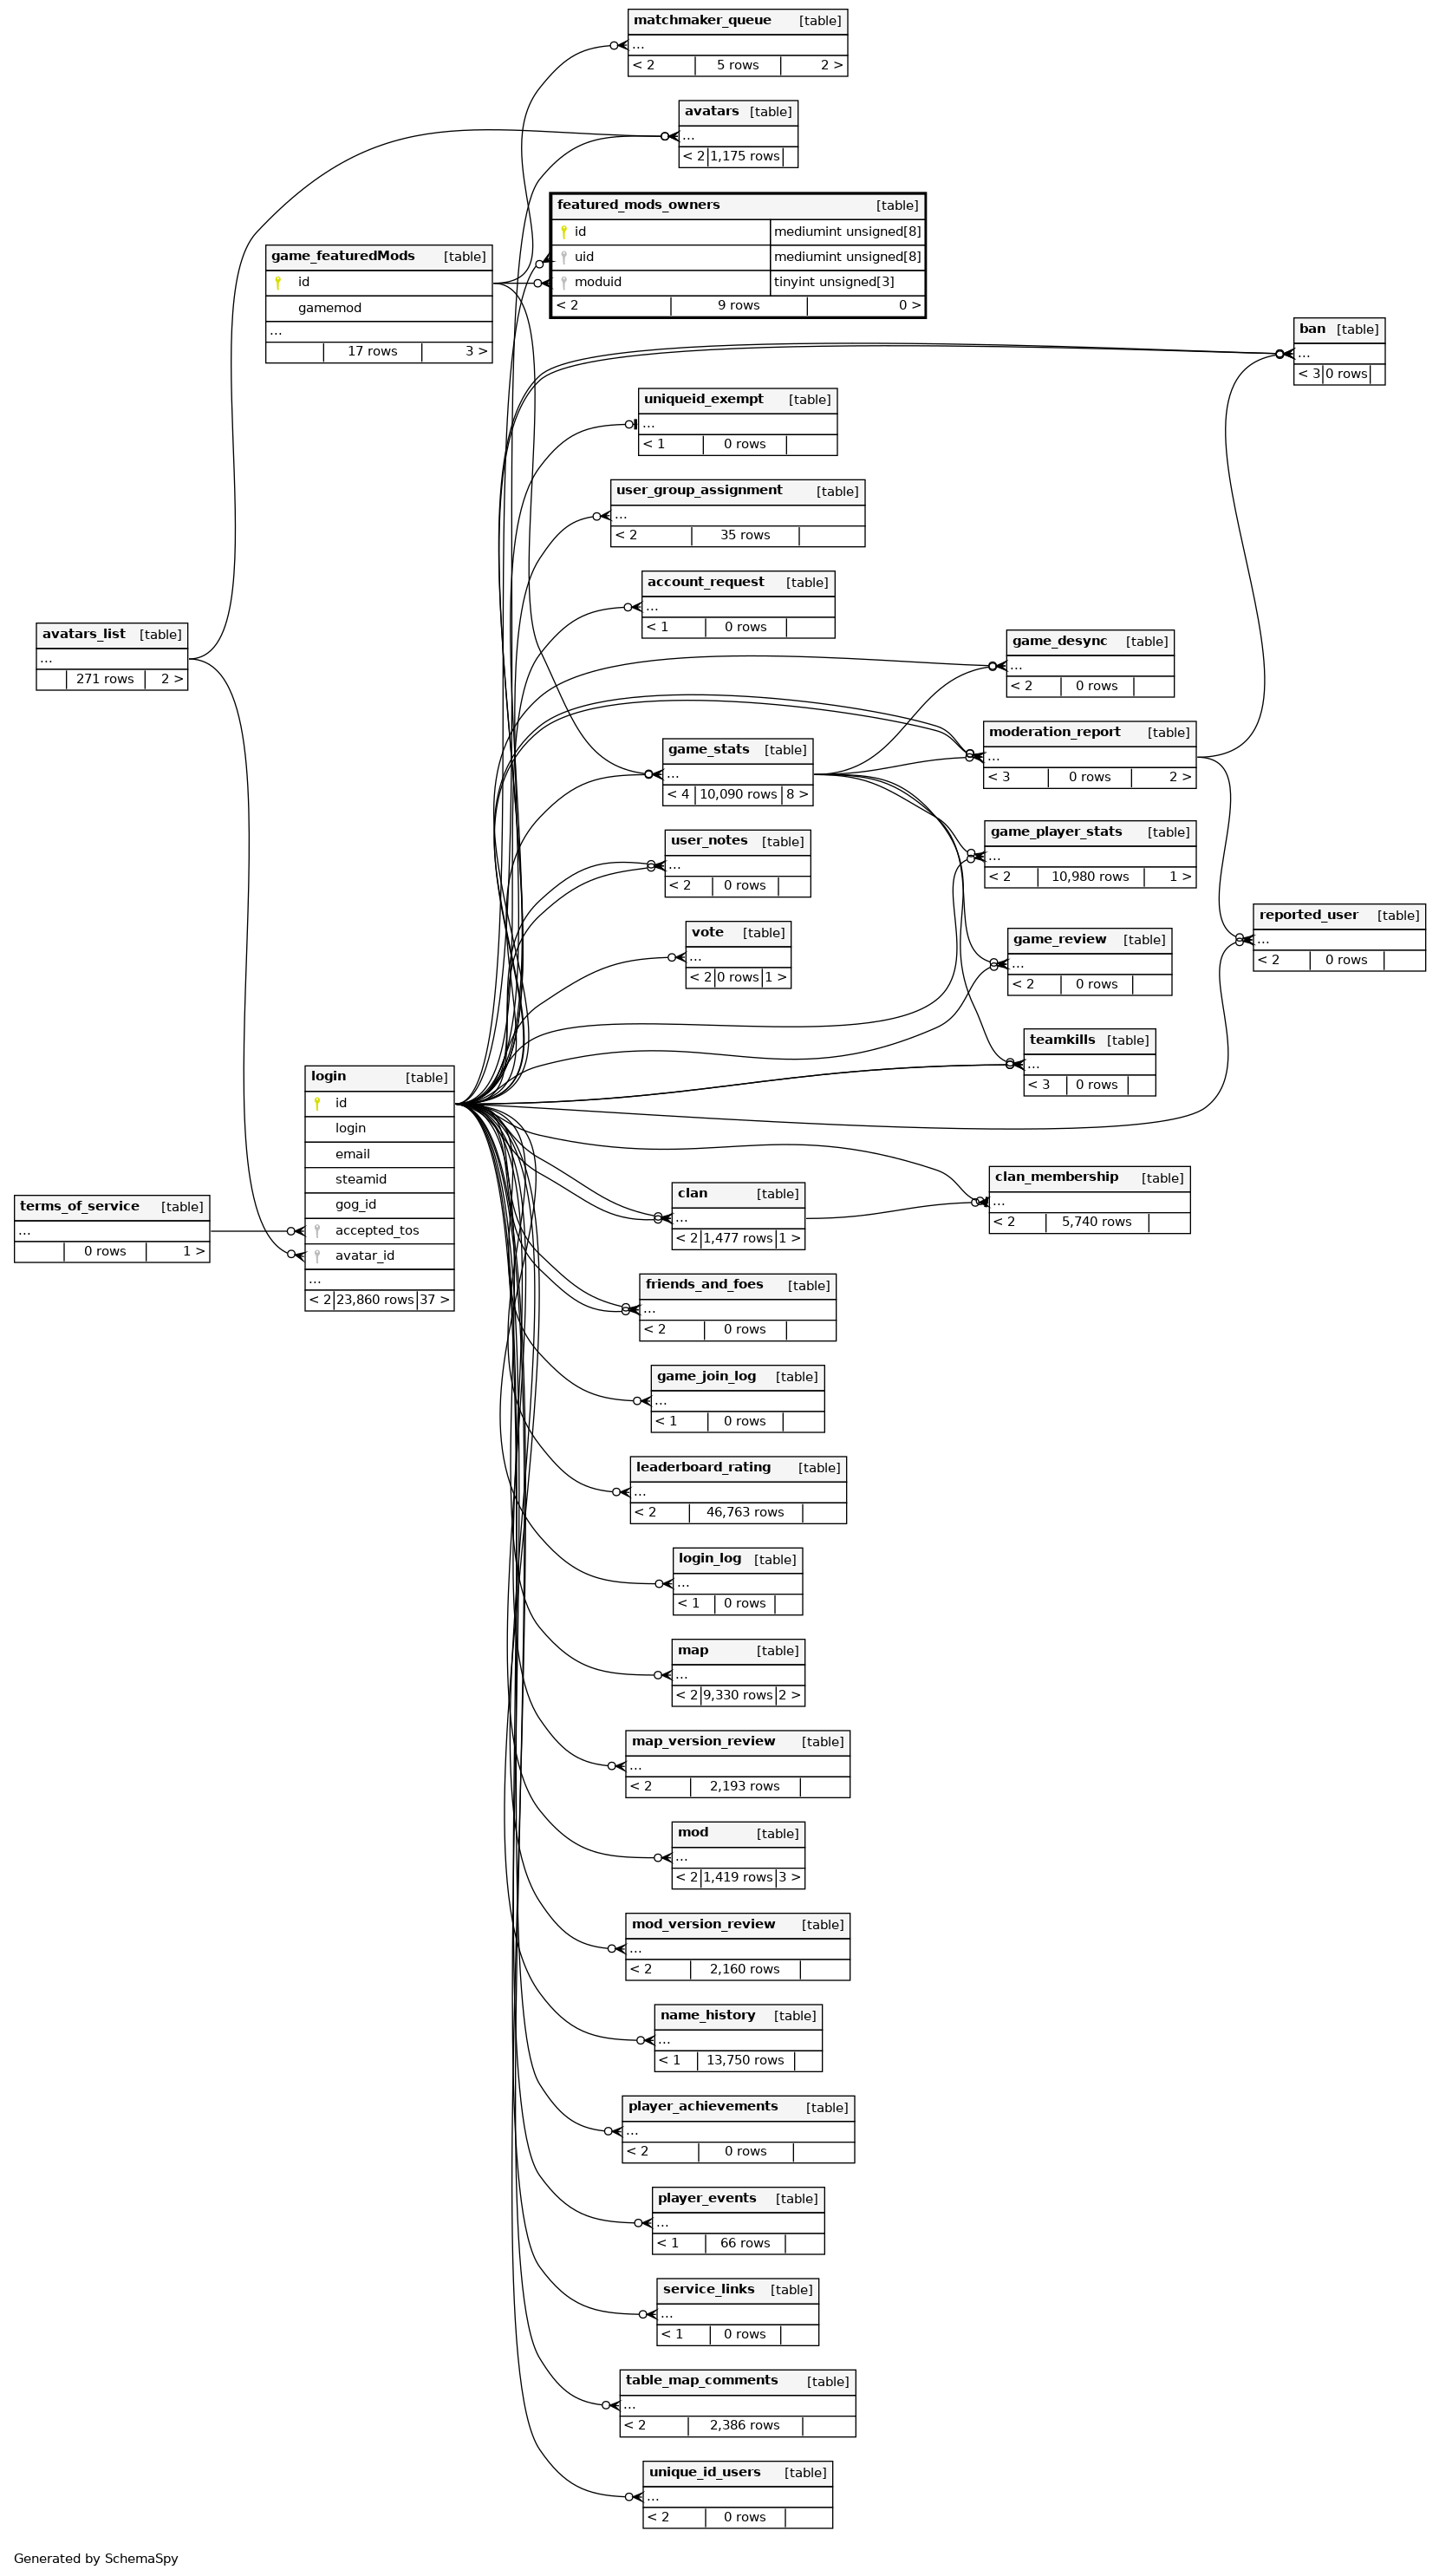 matchmaker_queue [table]
...
< 2 5 rows 2 >
avatars [table]
...
< 2 1,175 rows
featured_mods_owners [table]
id mediumint unsigned[8]
uid mediumint unsigned[8]
moduid tinyint unsigned[3]
< 2 9 rows 0 >
game_featuredMods [table]
id
gamemod
...
17 rows 3 >
ban [table]
...
< 3 0 rows
uniqueid_exempt [table]
...
< 1 0 rows
user_group_assignment [table]
...
< 2 35 rows
account_request [table]
...
< 1 0 rows
avatars_list [table]
...
271 rows 2 >
game_desync [table]
...
< 2 0 rows
moderation_report [table]
...
< 3 0 rows 2 >
game_stats [table]
...
< 4 10,090 rows 8 >
game_player_stats [table]
...
< 2 10,980 rows 1 >
user_notes [table]
...
< 2 0 rows
reported_user [table]
...
< 2 0 rows
vote [table]
...
< 2 0 rows 1 >
game_review [table]
...
< 2 0 rows
teamkills [table]
...
< 3 0 rows
login [table]
id
login
email
steamid
gog_id
accepted_tos
avatar_id
...
< 2 23,860 rows 37 >
terms_of_service [table]
...
0 rows 1 >
clan [table]
...
< 2 1,477 rows 1 >
clan_membership [table]
...
< 2 5,740 rows
friends_and_foes [table]
...
< 2 0 rows
game_join_log [table]
...
< 1 0 rows
leaderboard_rating [table]
...
< 2 46,763 rows
login_log [table]
...
< 1 0 rows
map [table]
...
< 2 9,330 rows 2 >
map_version_review [table]
...
< 2 2,193 rows
mod [table]
...
< 2 1,419 rows 3 >
mod_version_review [table]
...
< 2 2,160 rows
name_history [table]
...
< 1 13,750 rows
player_achievements [table]
...
< 2 0 rows
player_events [table]
...
< 1 66 rows
service_links [table]
...
< 1 0 rows
table_map_comments [table]
...
< 2 2,386 rows
unique_id_users [table]
...
< 2 0 rows
Generated by SchemaSpy